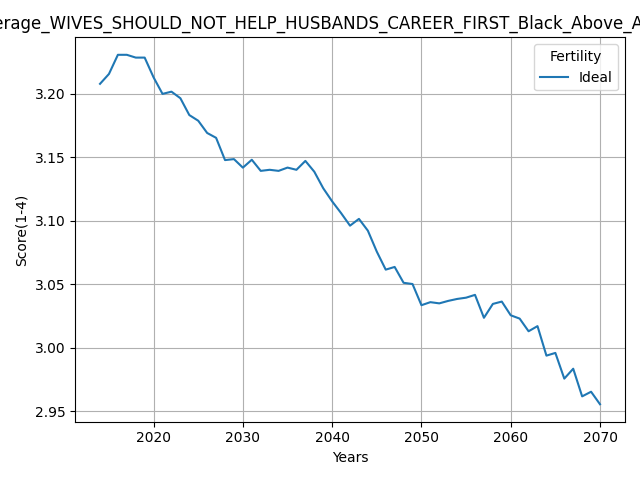 erage_WIVES_SHOULD_NOT_HELP_HUSBANDS_CAREER_FIRST_Black_Above_A
Fertility
Ideal
Score(1-4)
3.20
3.15
3.10
3.05
3.00
2.95
2020 2030 2040 2050 2060 2070
Years